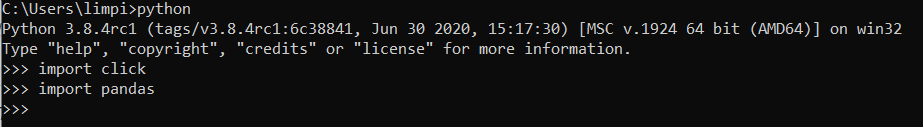 C:\Users\limpi>python
Python 3.8.4rc1 (tags/v3.8.4rc1:6c38841, Jun 30 2020, 15:17:30) [MSC v.1924 64 bit (AMD64)] on win32
Type "help", "copyright", "credits" or "license" for more information.
>>> import click
>>> import pandas
>>>